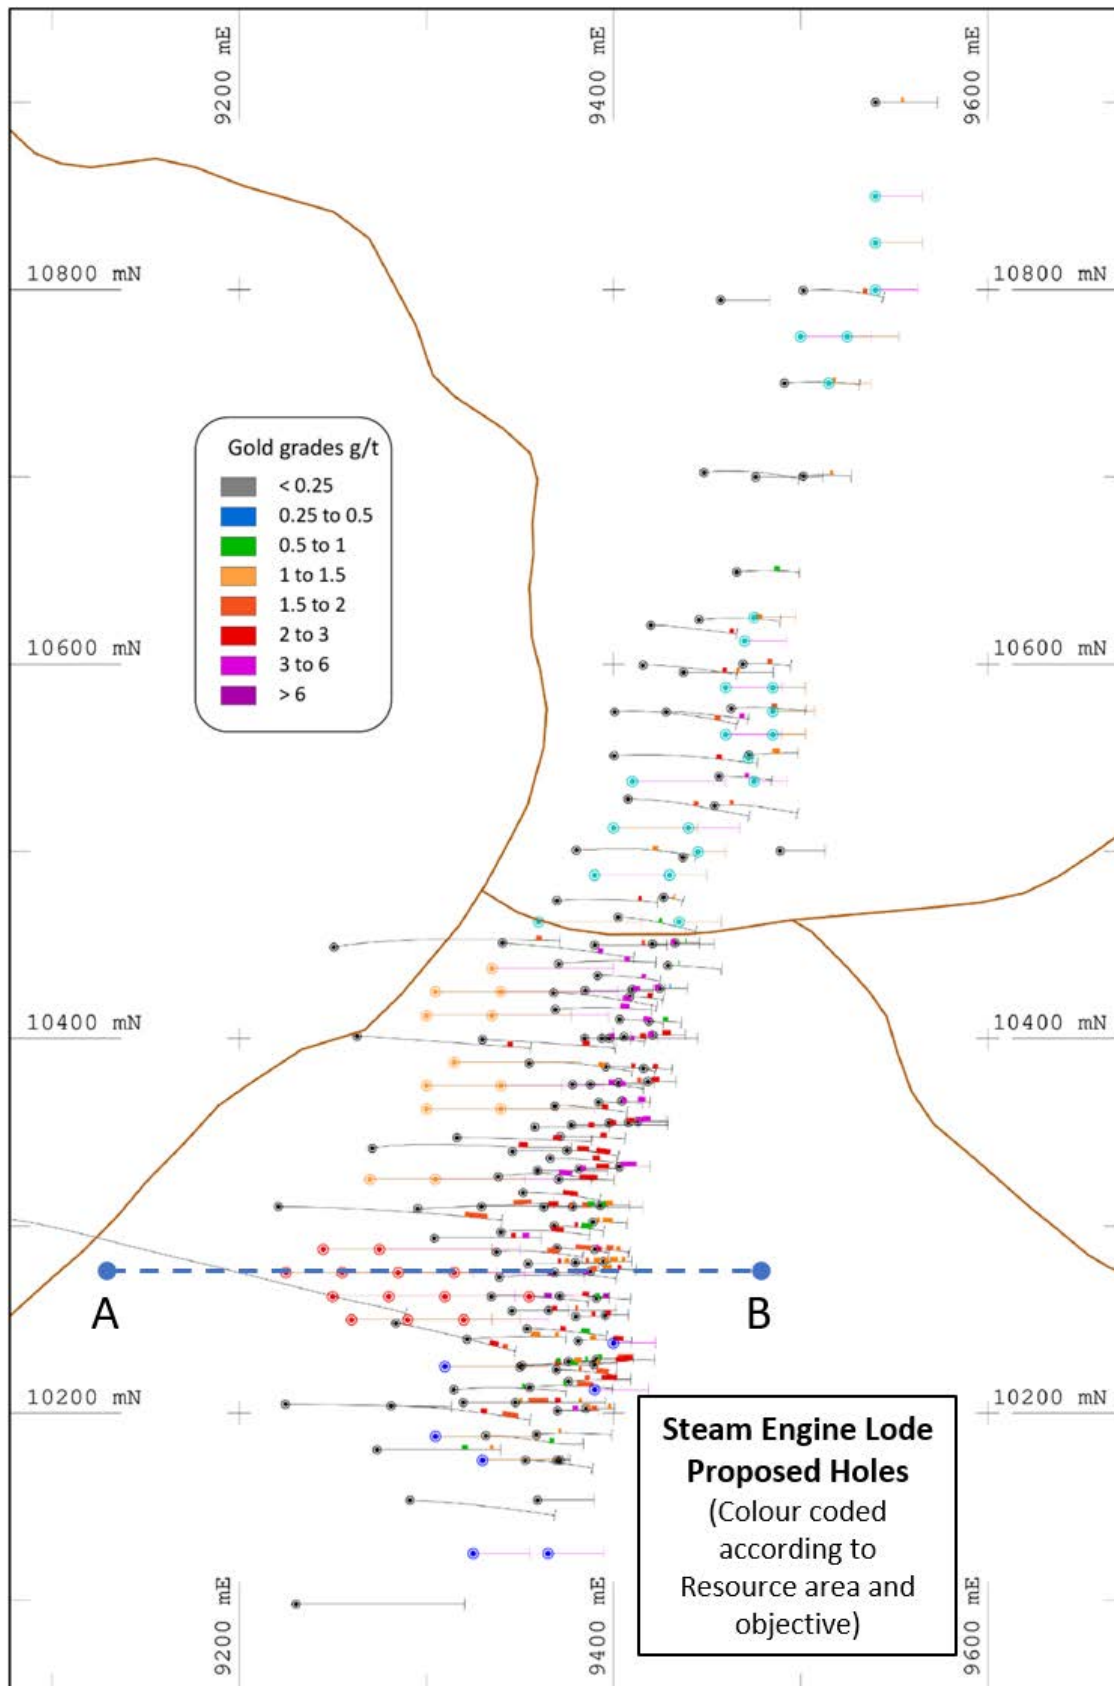 9200 mE
9400 mE
9600 mE
10800 mN
10800 mN
Gold grades g/t
< 0.25
0.25 to 0.5
0.5 to 1
1 to 1.5
1.5 to 2
2 to 3
3 to 6
> 6
10600 mN
10600 mN
10400 mN
10400 mN
A
B
10200 mN
10200 mN
Steam Engine Lode
Proposed Holes
(Colour coded
according to
Resource area and
objective)
9200 mE
9400 mE
9600 mE